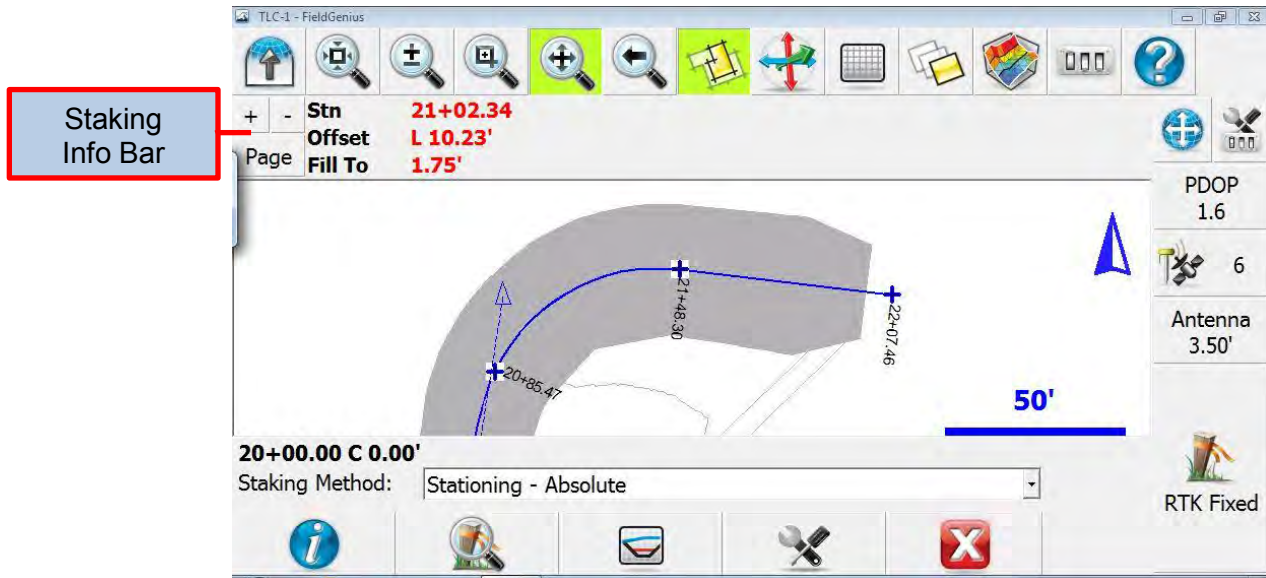 TLC-1 - FieldGenius
Staking
Info Bar
+ - Stn 21+02.34
Offset L 10.23'
Page Fill To 1.75'
PDOP
1.6
6
Antenna
3.50'
21+48.30
22+07.46
20+85.47
50'
20+00.00 C 0.00'
Staking Method: Stationing - Absolute
RTK Fixed